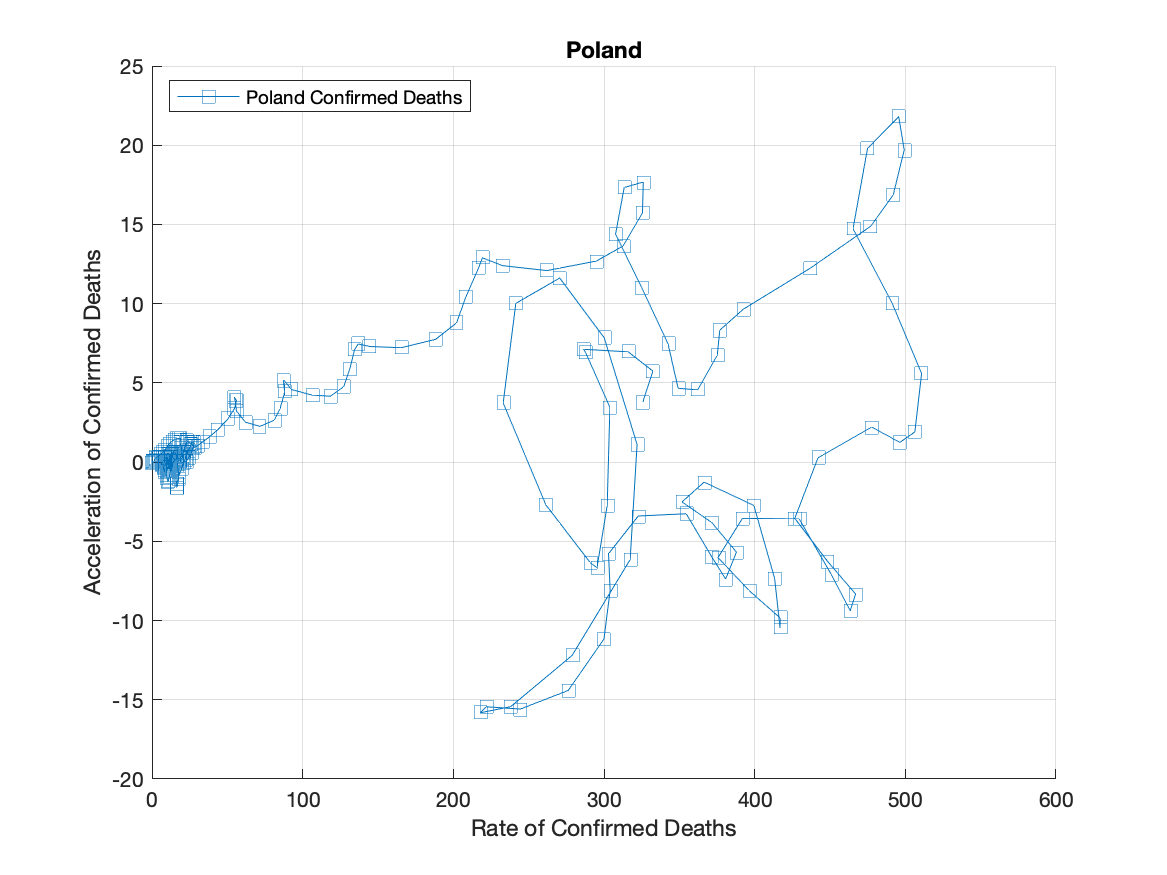 Poland
25
20
15
10
5
0
-5
-10
-15
-20
Poland Confirmed Deaths
Acceleration of Confirmed Deaths
0 100 200 300 400 500 600
Rate of Confirmed Deaths